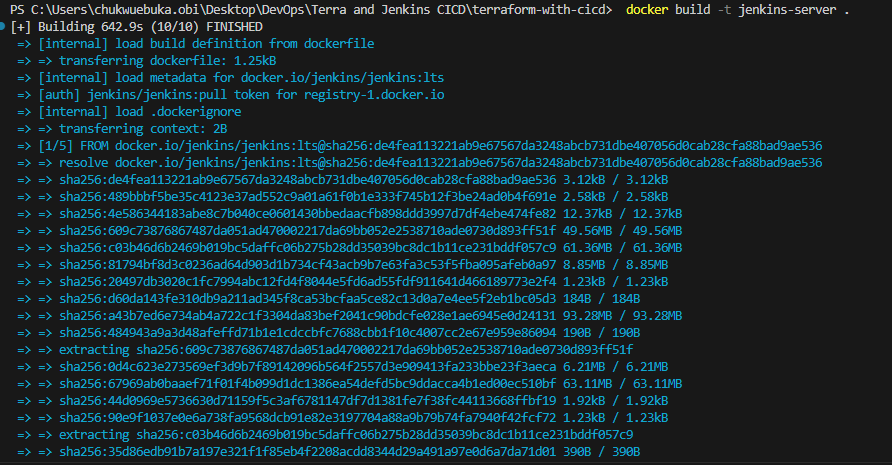 PS C:\Users\chukwuebuka.obi\Desktop\DevOps\Terra and Jenkins CICD\terraform-with-cicd> docker build -t jenkins-server .
[+] Building 642.9s (10/10) FINISHED
=> [internal] load build definition from dockerfile
=> => transferring dockerfile: 1.25kB
=> [internal] load metadata for docker.io/jenkins/jenkins:lts
=> [auth] jenkins/jenkins:pull token for registry-1.docker.io
=> [internal] load .dockerignore
=> => transferring context: 2B
=> [1/5] FROM docker.io/jenkins/jenkins:lts@sha256:de4fea113221ab9e67567da3248abcb731dbe407056d0cab28cfa88bad9ae536
=> => resolve docker.io/jenkins/jenkins:lts@sha256:de4fea113221ab9e67567da3248abcb731dbe407056d0cab28cfa88bad9ae536
=> => sha256:de4fea113221ab9e67567da3248abcb731dbe407056d0cab28cfa88bad9ae536 3.12kB / 3.12kB
=> => sha256:489bbbf5be35c4123e37ad552c9a01a61f0b1e333f745b12f3be24ad0b4f691e 2.58kB / 2.58kB
=> => sha256:4e586344183abe8c7b040ce0601430bbedaacfb898ddd3997d7df4ebe474fe82 12.37kB / 12.37kB
=> => sha256:609c73876867487da051ad470002217da69bb052e2538710ade0730d893ff51f 49.56MB / 49.56MB
=> => sha256:c03b46d6b2469b019bc5daffc06b275b28dd35039bc8dc1b11ce231bddf057c9 61.36MB / 61.36MB
=> => sha256:81794bf8d3c0236ad64d903d1b734cf43acb9b7e63fa3c53f5fba095afeb0a97 8.85MB / 8.85MB
=> => sha256:20497db3020c1fc7994abc12fd4f8044e5fd6ad55fdf911641d466189773e2f4 1.23kB / 1.23kB
=> => sha256:d60da143fe310db9a211ad345f8ca53bcfaa5ce82c13d0a7e4ee5f2eb1bc05d3 184B / 184B
=> => sha256:a43b7ed6e734ab4a722c1f3304da83bef2041c90bdcfe028e1ae6945e0d24131 93.28MB / 93.28MB
=> => sha256:484943a9a3d48afeffd71b1e1cdccbfc7688cbb1f10c4007cc2e67e959e86094 190B / 190B
=> => extracting sha256:609c73876867487da051ad470002217da69bb052e2538710ade0730d893ff51f
=> => sha256:0d4c623e273569ef3d9b7f89142096b564f2557d3e909413fa233bbe23f3aeca 6.21MB / 6.21MB
=> => sha256:67969ab0baaef71f01f4b099d1dc1386ea54defd5bc9ddacca4b1ed00ec510bf 63.11MB / 63.11MB
=> => sha256:44d0969e5736630d71159f5c3af6781147df7d1381fe7f38fc44113668ffbf19 1.92kB / 1.92kB
=> => sha256:90e9f1037e0e6a738fa9568dcb91e82e3197704a88a9b79b74fa7940f42fcf72 1.23kB / 1.23kB
=> => extracting sha256:c03b46d6b2469b019bc5daffc06b275b28dd35039bc8dc1b11ce231bddf057c9
=> => sha256:35d86edb91b7a197e321f1f85eb4f2208acdd8344d29a491a97e0d6a7da71d01 390B / 390B